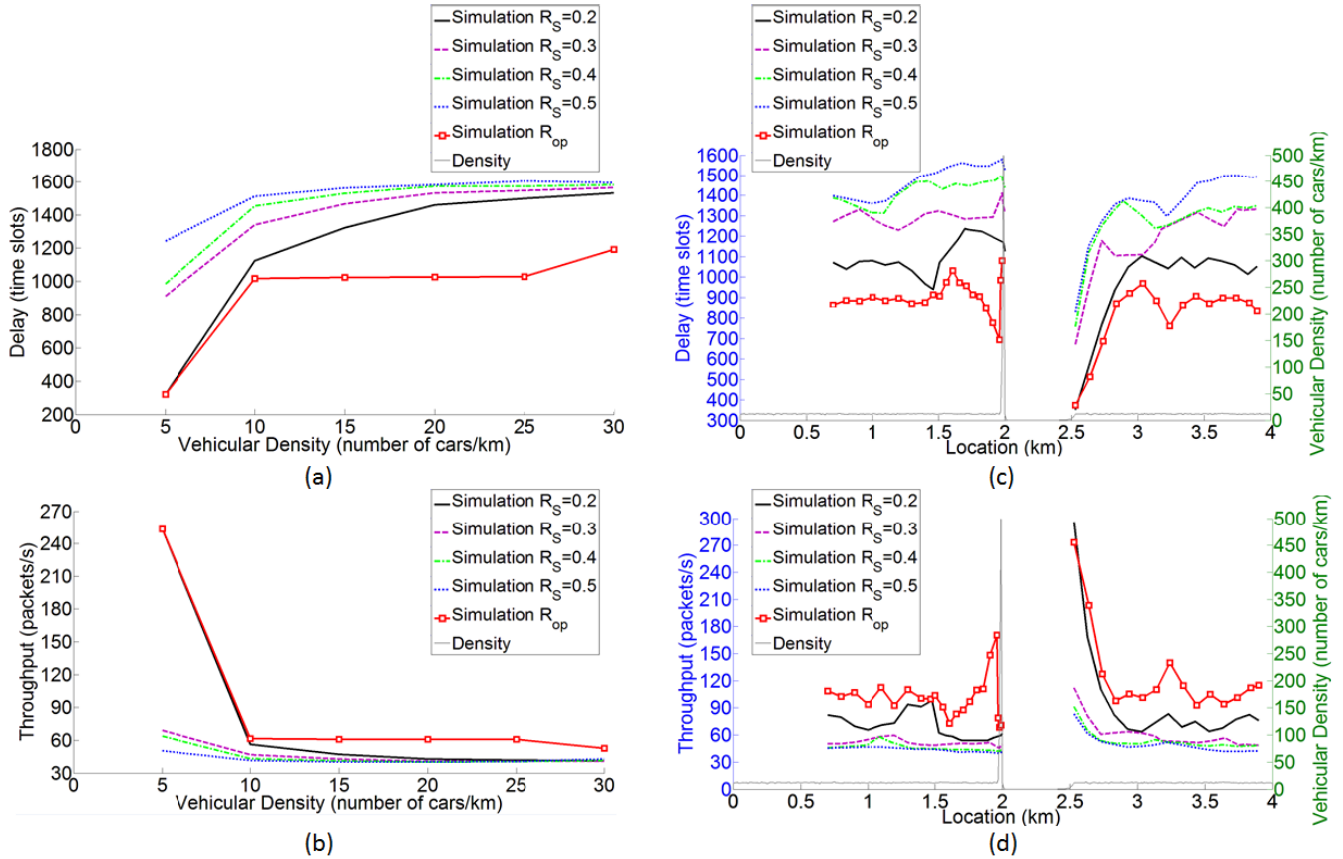 Simulation R_S=0.2
Simulation R_S=0.3
Simulation R_S=0.4
Simulation R_S=0.5
Simulation R_op
Density
1800
1600
1400
1200
1000
800
600
400
200
Delay (time slots)
5
10
15
20
25
30
Vehicular Density (number of cars/km)
(a)
Simulation R_S=0.2
Simulation R_S=0.3
Simulation R_S=0.4
Simulation R_S=0.5
Simulation R_op
Density
1600
1500
1400
1300
1200
1100
1000
900
800
700
600
500
400
300
Delay (time slots)
500
450
400
350
300
250
200
150
100
50
0
Vehicular Density (number of cars/km)
0
0.5
1
1.5
2
2.5
3
3.5
4
Location (km)
(c)
Simulation R_S=0.2
Simulation R_S=0.3
Simulation R_S=0.4
Simulation R_S=0.5
Simulation R_op
Density
270
240
210
180
150
120
90
60
30
Throughput (packets/s)
0
5
10
15
20
25
30
Vehicular Density (number of cars/km)
(b)
Simulation R_S=0.2
Simulation R_S=0.3
Simulation R_S=0.4
Simulation R_S=0.5
Simulation R_op
Density
300
270
240
210
180
150
120
90
60
30
0
Throughput (packets/s)
500
450
400
350
300
250
200
150
100
50
0
Vehicular Density (number of cars/km)
0
0.5
1
1.5
2
2.5
3
3.5
4
Location (km)
(d)